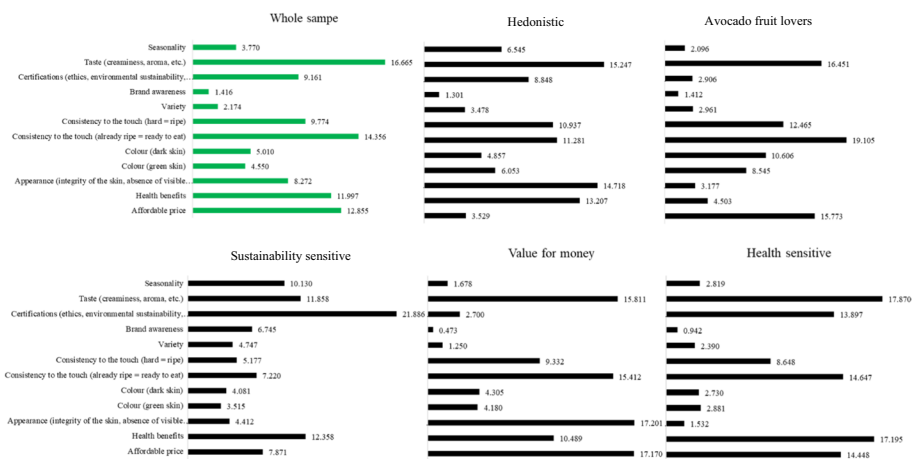 Whole sampe
Hedonistic
Avocado fruit lovers
Seasonality 3.770 6.545 2.096
Taste (creaminess, aroma, etc.) 16.665 15.247 16.451
Certifications (ethics, environmental sustainability,... 9.161 8.848 2.906
Brand awareness 1.416 1.301 1.412
Variety 2.174 3.478 2.961
Consistency to the touch (hard = ripe) 9.774 10.937 12.465
Consistency to the touch (already ripe = ready to eat) 14.356 11.281 19.105
Colour (dark skin) 5.010 4.857 10.606
Colour (green skin) 4.550 6.053 8.545
Appearance (integrity of the skin, absence of visible... 8.272 14.718 3.177
Health benefits 11.997 13.207 4.503
Affordable price 12.855 3.529 15.773
Sustainability sensitive
Value for money
Health sensitive
Seasonality 10.130 1.678 2.819
Taste (creaminess, aroma, etc.) 11.858 15.811 17.870
Certifications (ethics, environmental sustainability,.. 21.886 2.700 13.897
Brand awareness 6.745 0.473 0.942
Variety 4.747 1.250 2.390
Consistency to the touch (hard = ripe) 5.177 9.332 8.648
Consistency to the touch (already ripe = ready to eat) 7.220 15.412 14.647
Colour (dark skin) 4.081 4.305 2.730
Colour (green skin) 3.515 4.180 2.881
Appearance (integrity of the skin, absence of visible.. 4.412 17.201 1.532
Health benefits 12.358 10.489 17.195
Affordable price 7.871 17.170 14.448